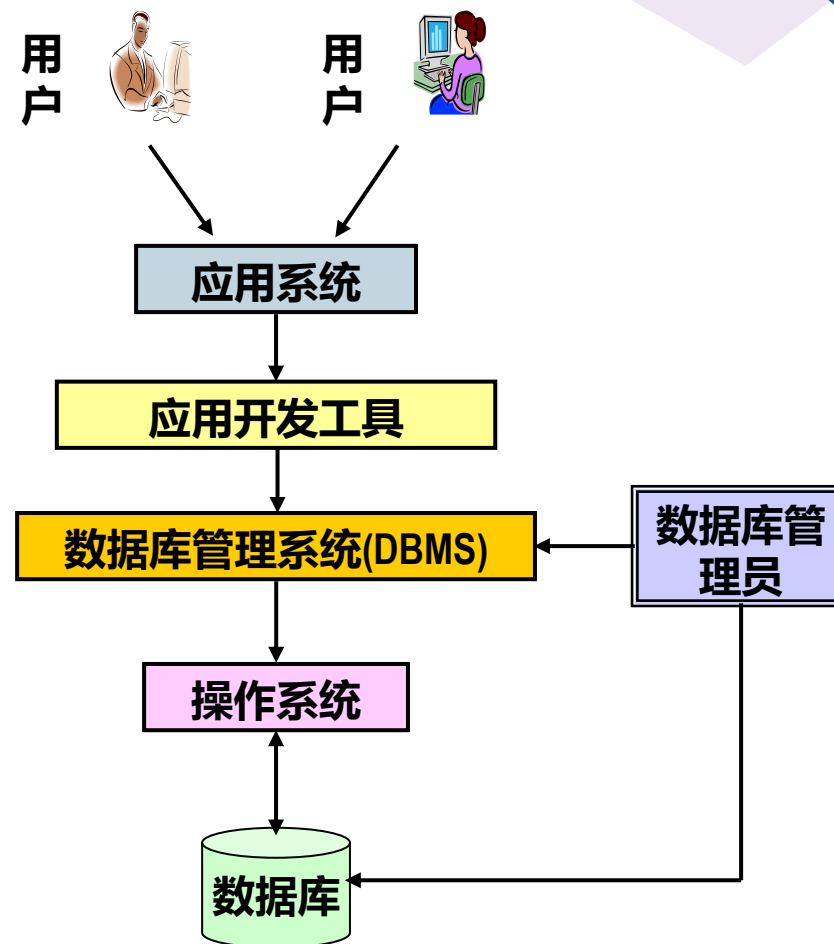 用
户
用
户
应用系统
应用开发工具
数据库管理系统(DBMS)
数据库管
理员
操作系统
数据库